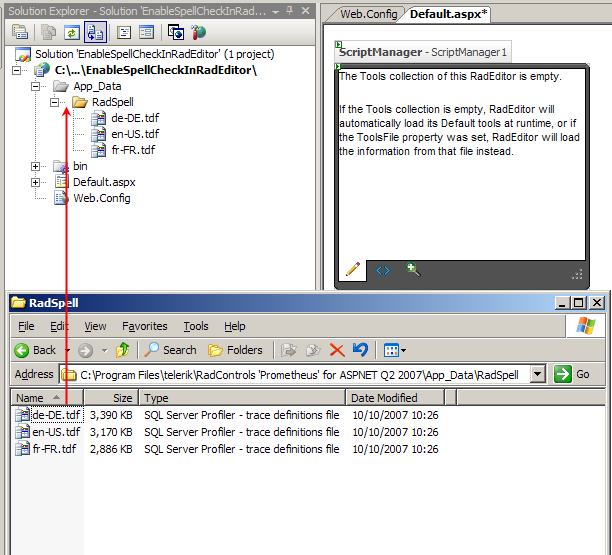 Solution Explorer - Solution 'EnableSpellCheckInRadE...
Solution 'EnableSpellCheckInRadEditor' (1 project)
C:\...\EnableSpellCheckInRadEditor\
App_Data
RadSpell
de-DE.tdf
en-US.tdf
fr-FR.tdf
bin
Default.aspx
Web.Config
Web.Config Default.aspx*
ScriptManager - ScriptManager1
The Tools collection of this RadEditor is empty.
If the Tools collection is empty, RadEditor will
automatically load its Default tools at runtime, or if
the ToolsFile property was set, RadEditor will load
the information from that file instead.
RadSpell
File Edit View Favorites Tools Help
Back Search Folders
Address C:\Program Files\telerik\RadControls 'Prometheus' for ASPNET Q2 2007\App_Data\RadSpell Go
Name Size Type Date Modified
de-DE.tdf 3,390 KB SQL Server Profiler - trace definitions file 10/10/2007 10:26
en-US.tdf 3,170 KB SQL Server Profiler - trace definitions file 10/10/2007 10:26
fr-FR.tdf 2,886 KB SQL Server Profiler - trace definitions file 10/10/2007 10:26